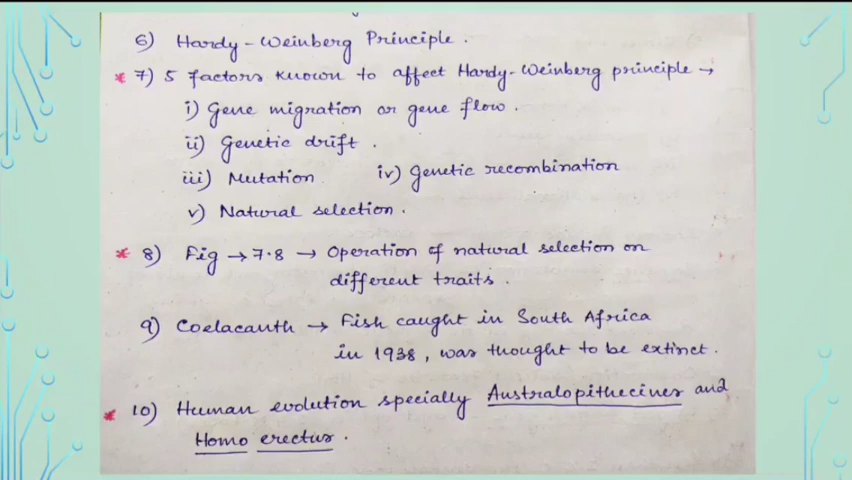 6) Hardy-Weinberg Principle.
* 7) 5 factors known to affect Hardy-Weinberg principle →
i) Gene migration or gene flow.
ii) Genetic drift.
iii) Mutation iv) Genetic recombination
v) Natural selection.
* 8) Fig → 7.8 → Operation of natural selection on
different traits.
9) Coelacanth → Fish caught in South Africa
in 1938, was thought to be extinct.
* 10) Human evolution specially Australopithecines and
Homo erectus.